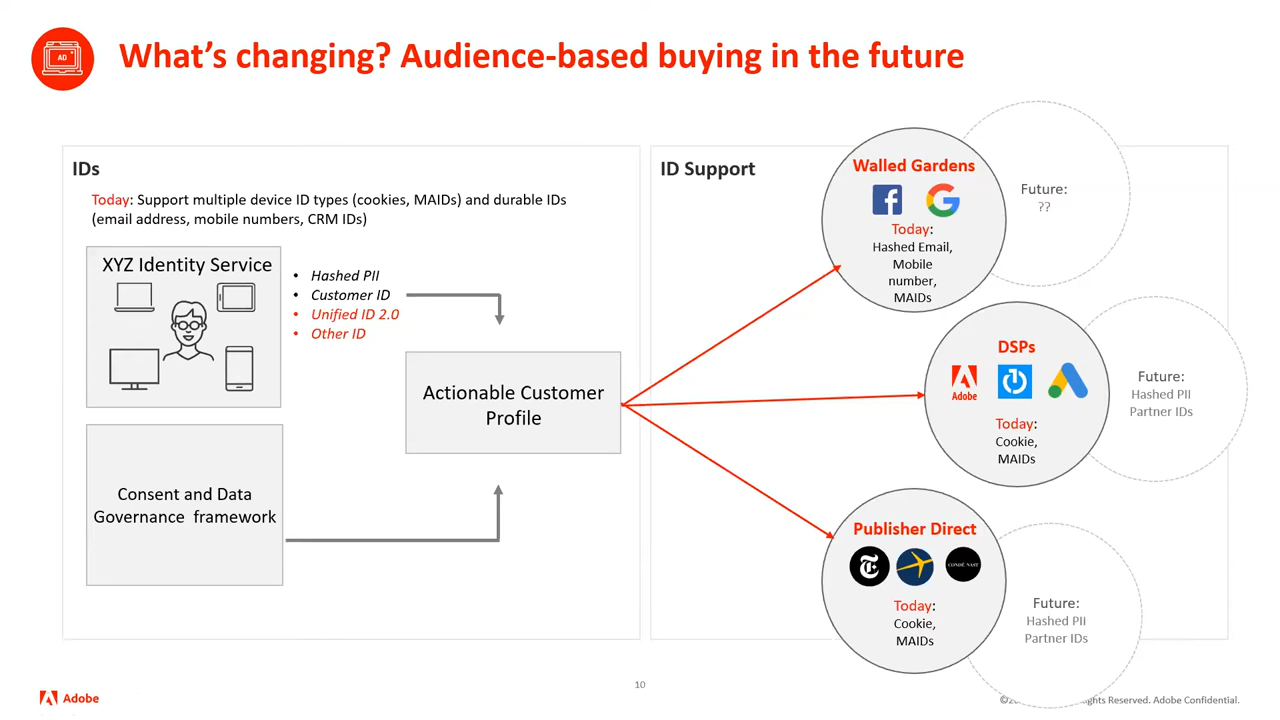 AD
What's changing? Audience-based buying in the future
IDs
Today: Support multiple device ID types (cookies, MAIDs) and durable IDs
(email address, mobile numbers, CRM IDs)
XYZ Identity Service
• Hashed PII
• Customer ID
• Unified ID 2.0
• Other ID
Actionable Customer
Profile
Consent and Data
Governance framework
ID Support
Walled Gardens
Today:
Hashed Email,
Mobile
number,
MAIDs
Future:
??
DSPs
Adobe
Today:
Cookie,
MAIDs
Future:
Hashed PII
Partner IDs
Publisher Direct
CONDÉ NAST
Today:
Cookie,
MAIDs
Future:
Hashed PII
Partner IDs
Adobe
10
Reserved. Adobe Confidential.